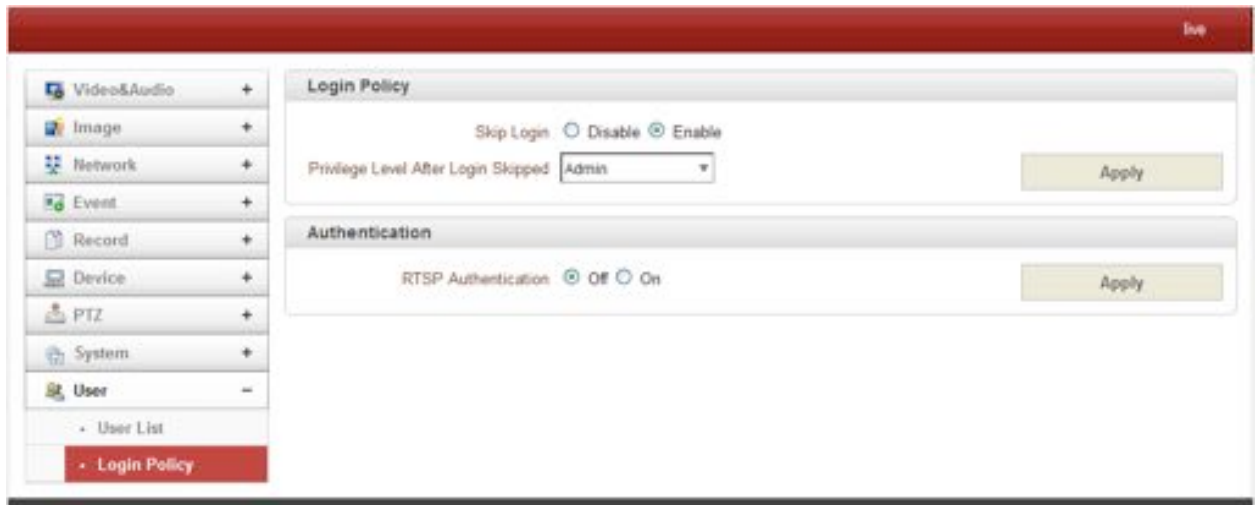 live
Video&Audio +
Image +
Network +
Event +
Record +
Device +
PTZ +
System +
User −
• User List
• Login Policy
Login Policy
Skip Login Disable Enable
Privilege Level After Login Skipped Admin
Apply
Authentication
RTSP Authentication Off On
Apply